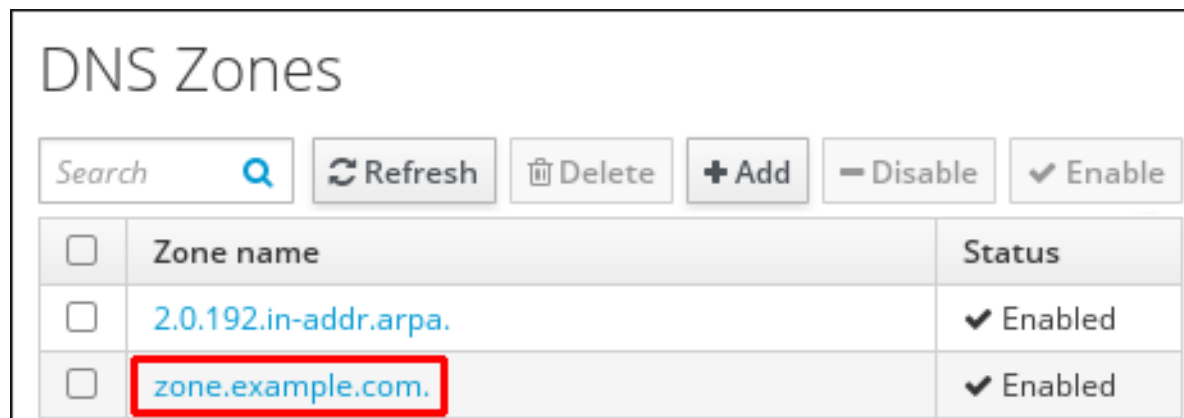 DNS Zones
Search Refresh Delete Add Disable Enable
Zone name Status
2.0.192.in-addr.arpa. Enabled
zone.example.com. Enabled